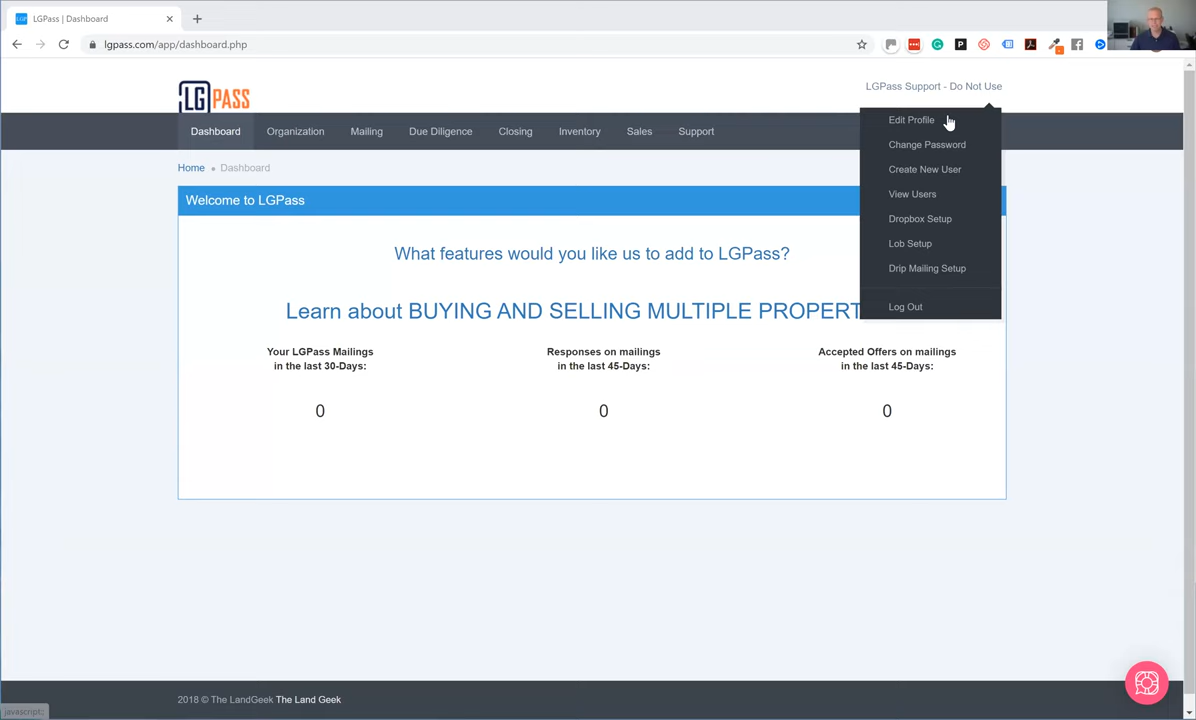 LGPass | Dashboard
lgpass.com/app/dashboard.php
LGPASS
LGPass Support - Do Not Use
Edit Profile
Change Password
Create New User
View Users
Dropbox Setup
Lob Setup
Drip Mailing Setup
Log Out
Dashboard Organization Mailing Due Diligence Closing Inventory Sales Support
Home Dashboard
Welcome to LGPass
What features would you like us to add to LGPass?
Learn about BUYING AND SELLING MULTIPLE PROPERT
Your LGPass Mailings
in the last 30-Days:
0
Responses on mailings
in the last 45-Days:
0
Accepted Offers on mailings
in the last 45-Days:
0
2018 © The LandGeek The Land Geek
javascript:;